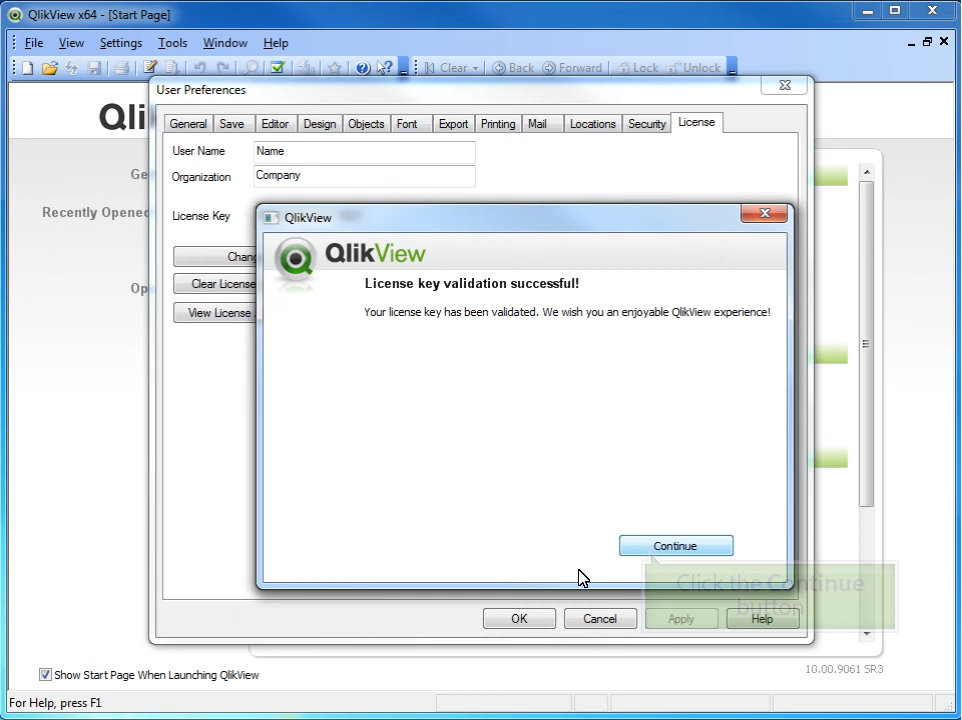 QlikView x64 - [Start Page]
File View Settings Tools Window Help
Clear Back Forward Lock Unlock
User Preferences
General Save Editor Design Objects Font Export Printing Mail Locations Security License
User Name Name
Organization Company
License Key
Qli
Ge
Recently Opened
Op
Chang
Clear License
View License
QlikView
QlikView
License key validation successful!
Your license key has been validated. We wish you an enjoyable QlikView experience!
Continue
Click the Continue
button
OK Cancel Apply Help
10.00.9061 SR3
Show Start Page When Launching QlikView
For Help, press F1